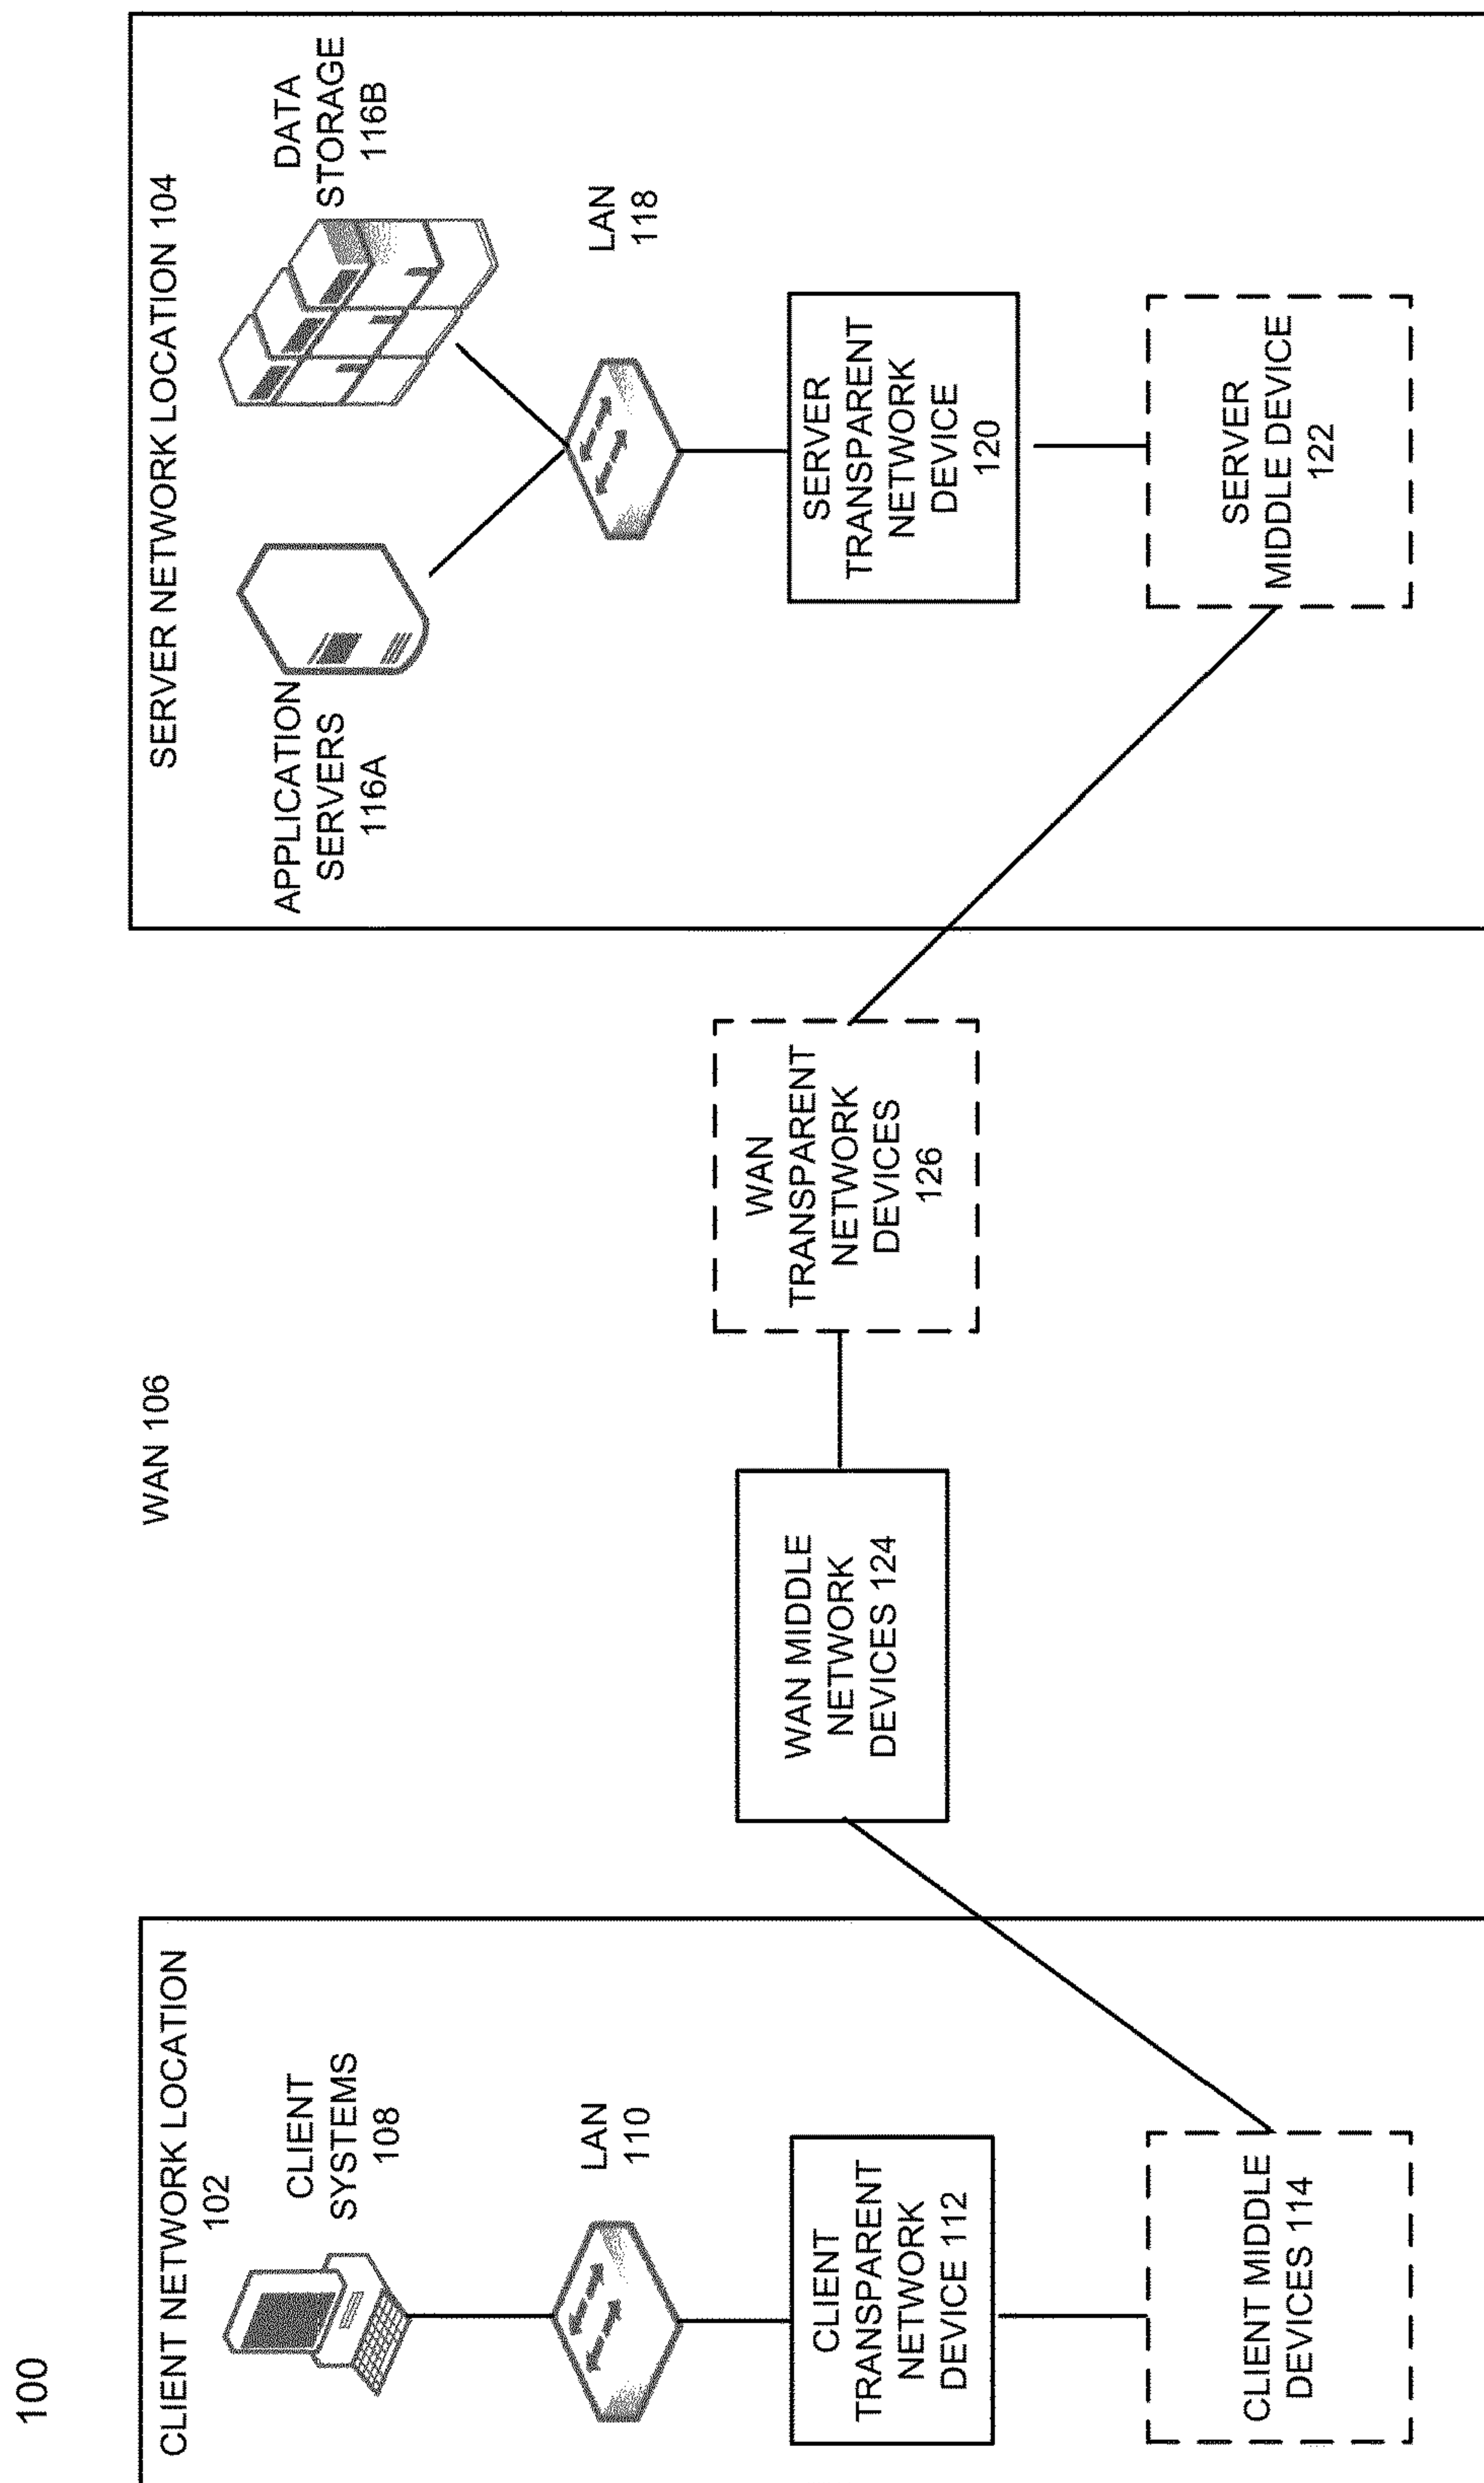 100
CLIENT NETWORK LOCATION
102
CLIENT
SYSTEMS
108
LAN
110
CLIENT
TRANSPARENT
NETWORK
DEVICE 112
CLIENT MIDDLE
DEVICES 114
WAN 106
WAN MIDDLE
NETWORK
DEVICES 124
WAN
TRANSPARENT
NETWORK
DEVICES
126
SERVER NETWORK LOCATION 104
APPLICATION
SERVERS
116A
DATA
STORAGE
116B
LAN
118
SERVER
TRANSPARENT
NETWORK
DEVICE
120
SERVER
MIDDLE DEVICE
122